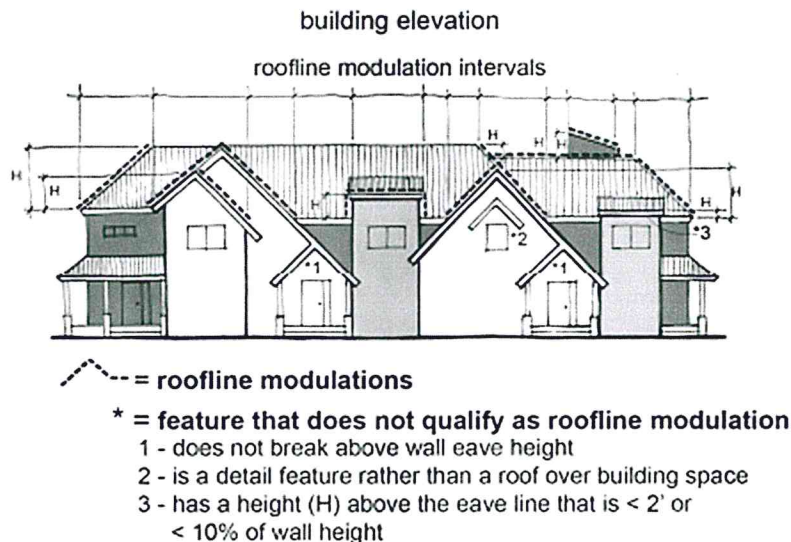 building elevation
roofline modulation intervals
H
H
H
H
H
H
H
H
H
*1
*2
*1
*3
= roofline modulations
* = feature that does not qualify as roofline modulation
1 - does not break above wall eave height
2 - is a detail feature rather than a roof over building space
3 - has a height (H) above the eave line that is < 2' or
< 10% of wall height